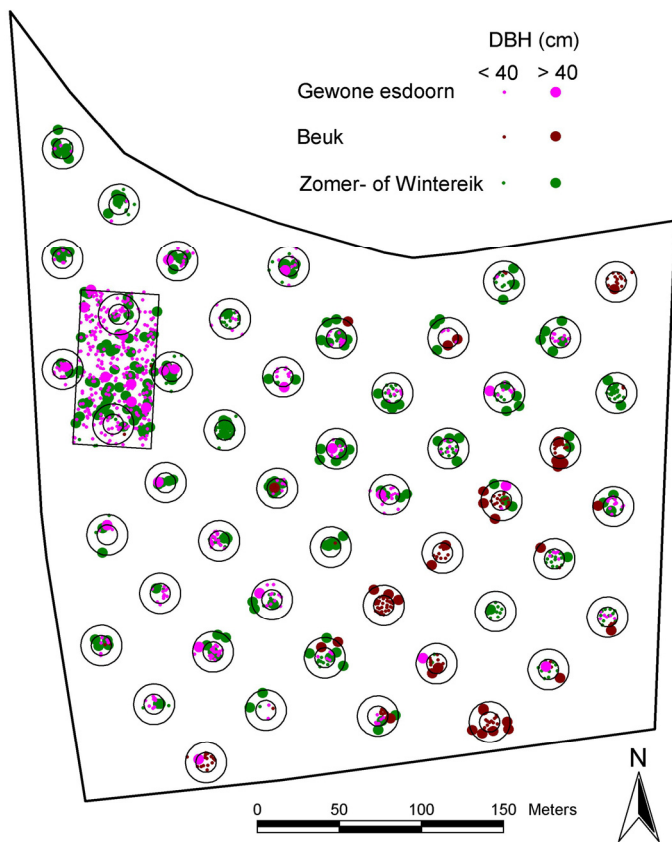 DBH (cm)
< 40 > 40
Gewone esdoorn
Beuk
Zomer- of Wintereik
N
0 50 100 150 Meters